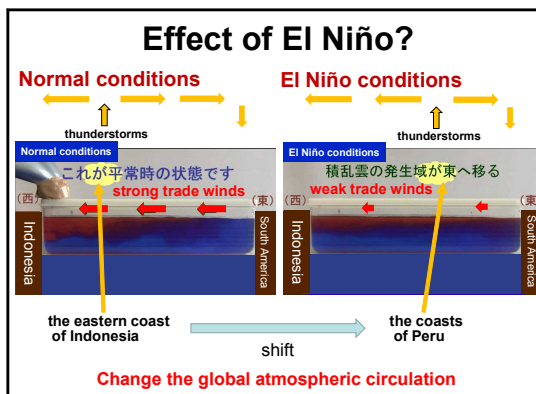 Effect of El Niño?
Normal conditions
El Niño conditions
thunderstorms
thunderstorms
Normal conditions
これが平常時の状態です
strong trade winds
(西)
(東)
Indonesia
South America
El Niño conditions
積乱雲の発生域が東へ移る
weak trade winds
(西)
(東)
Indonesia
South America
the eastern coast
of Indonesia
shift
the coasts
of Peru
Change the global atmospheric circulation